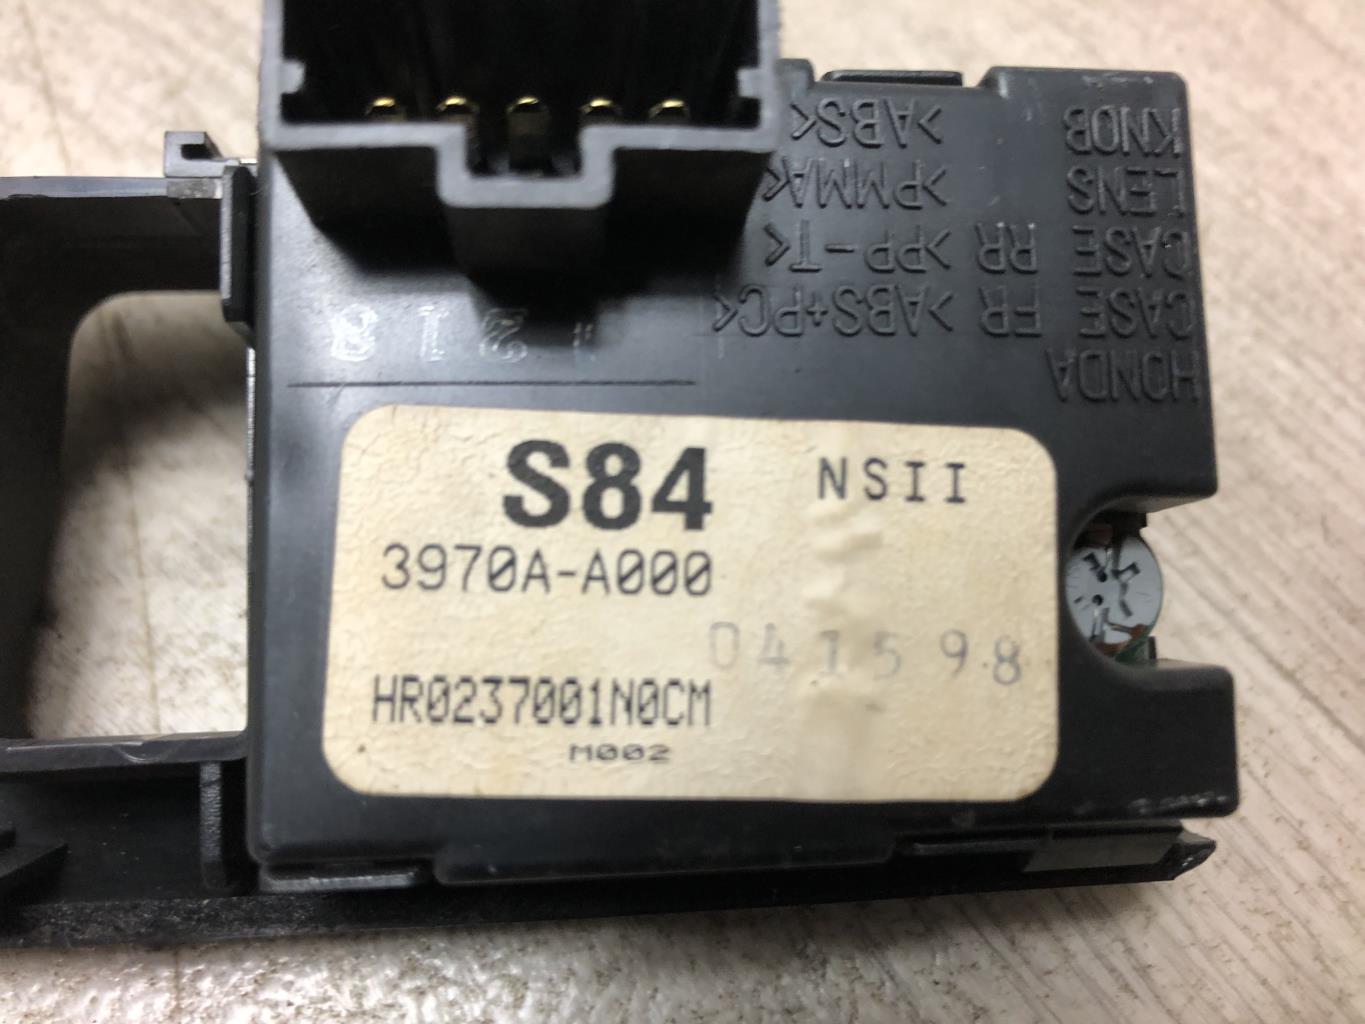 S84 NSII
3970A-A000
041598
HR0237001N0CM
M002
HONDA
CASE FR >ABS+PC<
CASE RR >PP-T<
LENS >PMMA<
KNOB >ABS<